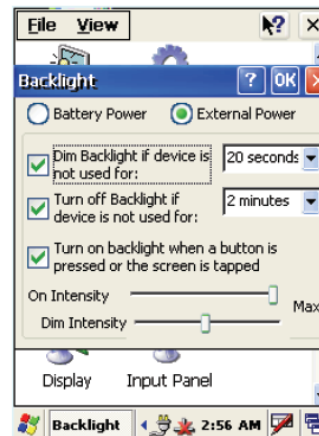 File View
Backlight ? OK ×
Battery Power External Power
Dim Backlight if device is
not used for:
20 seconds
Turn off Backlight if
device is not used for:
2 minutes
Turn on backlight when a button is
pressed or the screen is tapped
On Intensity
Max
Dim Intensity
Display Input Panel
Backlight 2:56 AM